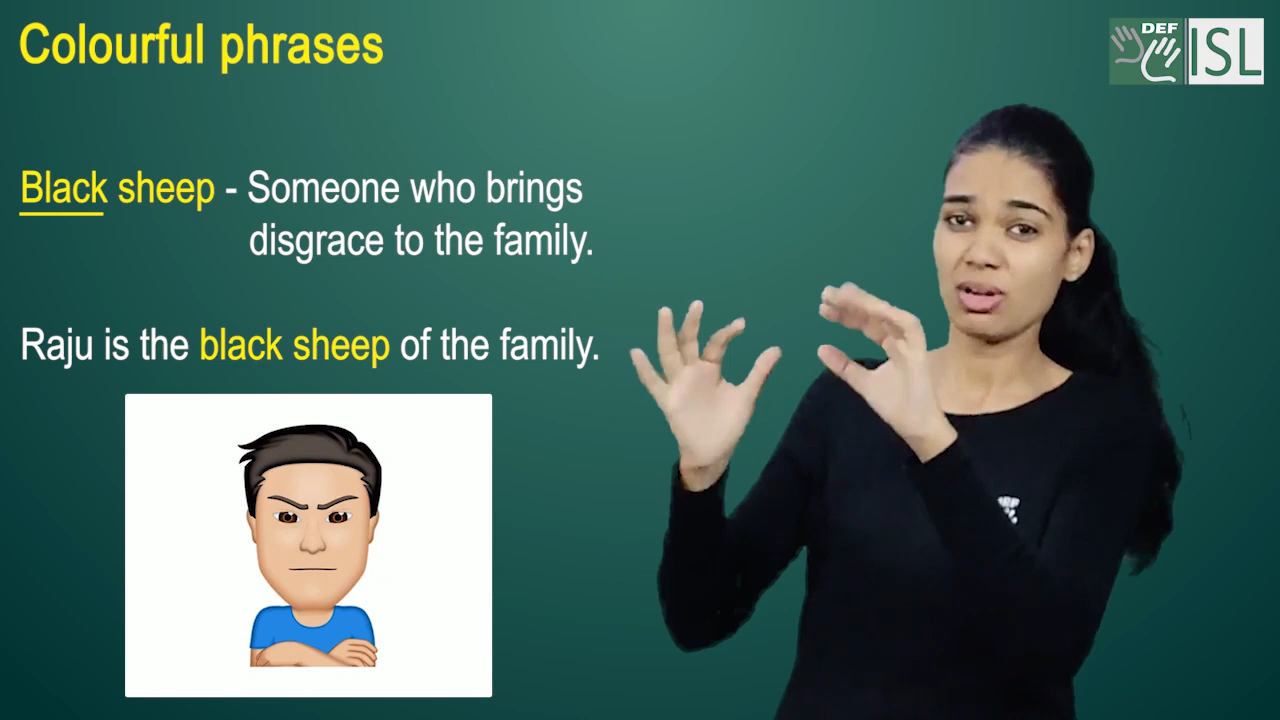 Colourful phrases
DEF
ISL
Black sheep - Someone who brings
disgrace to the family.
Raju is the black sheep of the family.
DEF